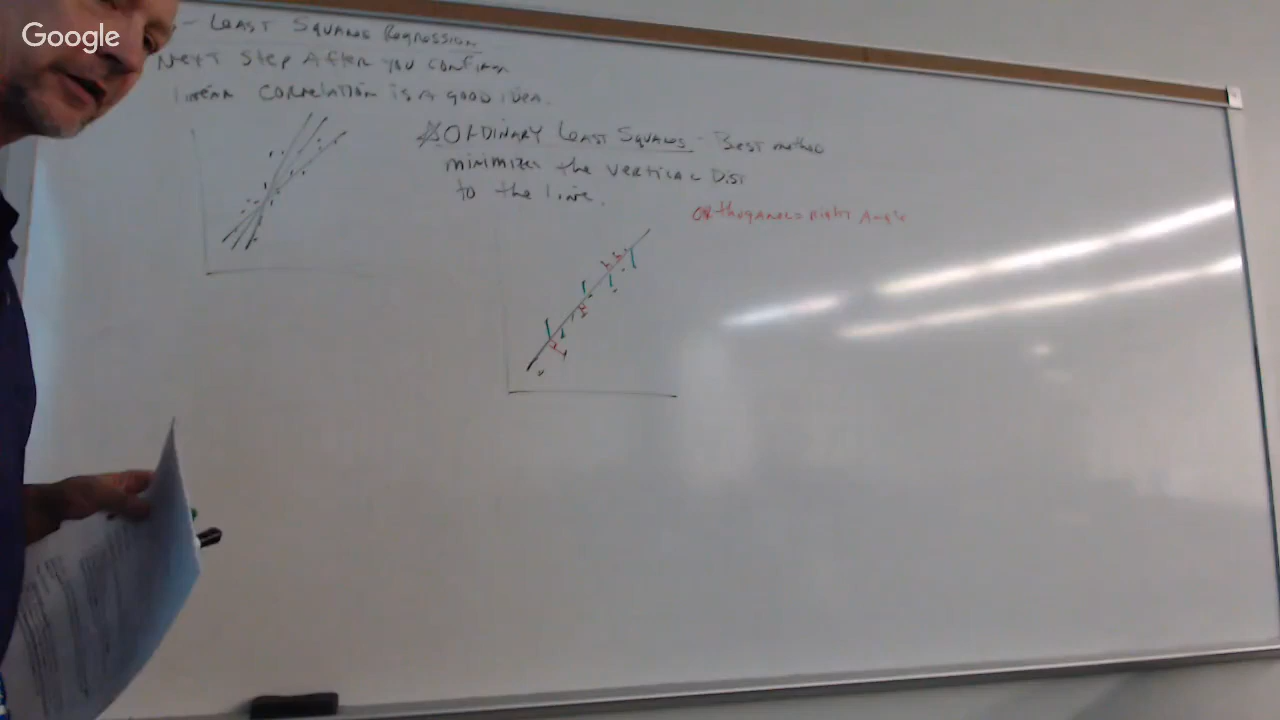 Google
- LEAST SQUARES REGRESSION
NEXT STEP AFTER YOU CONFIRM
LINEAR CORRELATION IS A GOOD IDEA.
ORDINARY LEAST SQUARES - BEST method
MINIMIZES the VERTICAL DIST
to the LINE.
ORthogANOL = RIght Angle